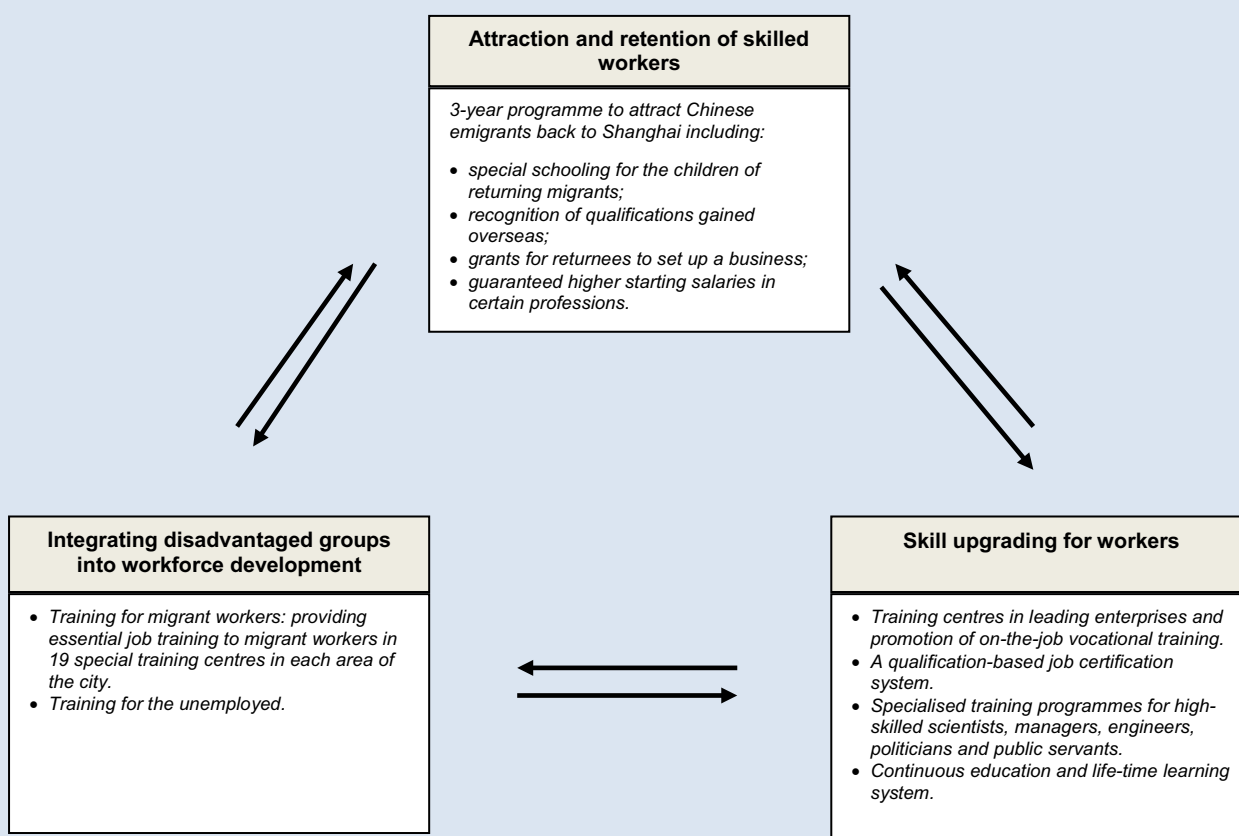 Attraction and retention of skilled
workers
3-year programme to attract Chinese
emigrants back to Shanghai including:
• special schooling for the children of
returning migrants;
• recognition of qualifications gained
overseas;
• grants for returnees to set up a business;
• guaranteed higher starting salaries in
certain professions.
Integrating disadvantaged groups
into workforce development
• Training for migrant workers: providing
essential job training to migrant workers in
19 special training centres in each area of
the city.
• Training for the unemployed.
Skill upgrading for workers
• Training centres in leading enterprises and
promotion of on-the-job vocational training.
• A qualification-based job certification
system.
• Specialised training programmes for high-
skilled scientists, managers, engineers,
politicians and public servants.
• Continuous education and life-time learning
system.